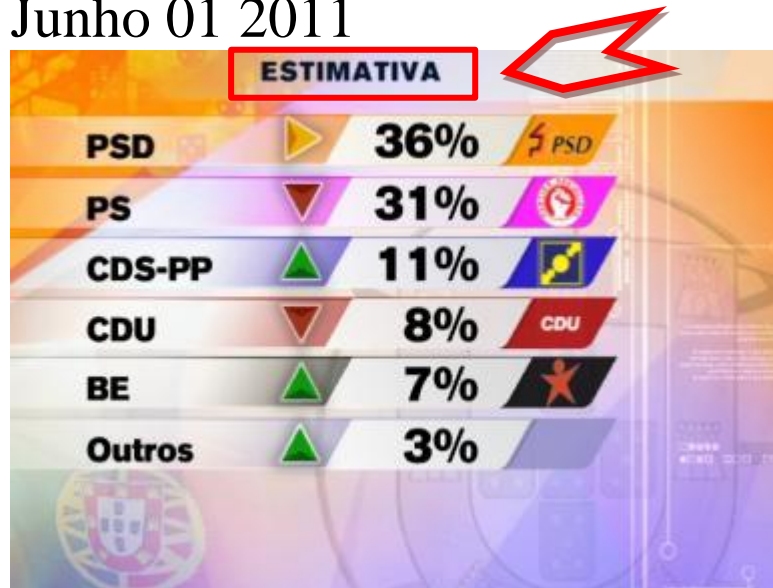 Junho 01 2011
ESTIMATIVA
PSD 36% PSD
PS 31%
CDS-PP 11%
CDU 8% CDU
BE 7%
Outros 3%